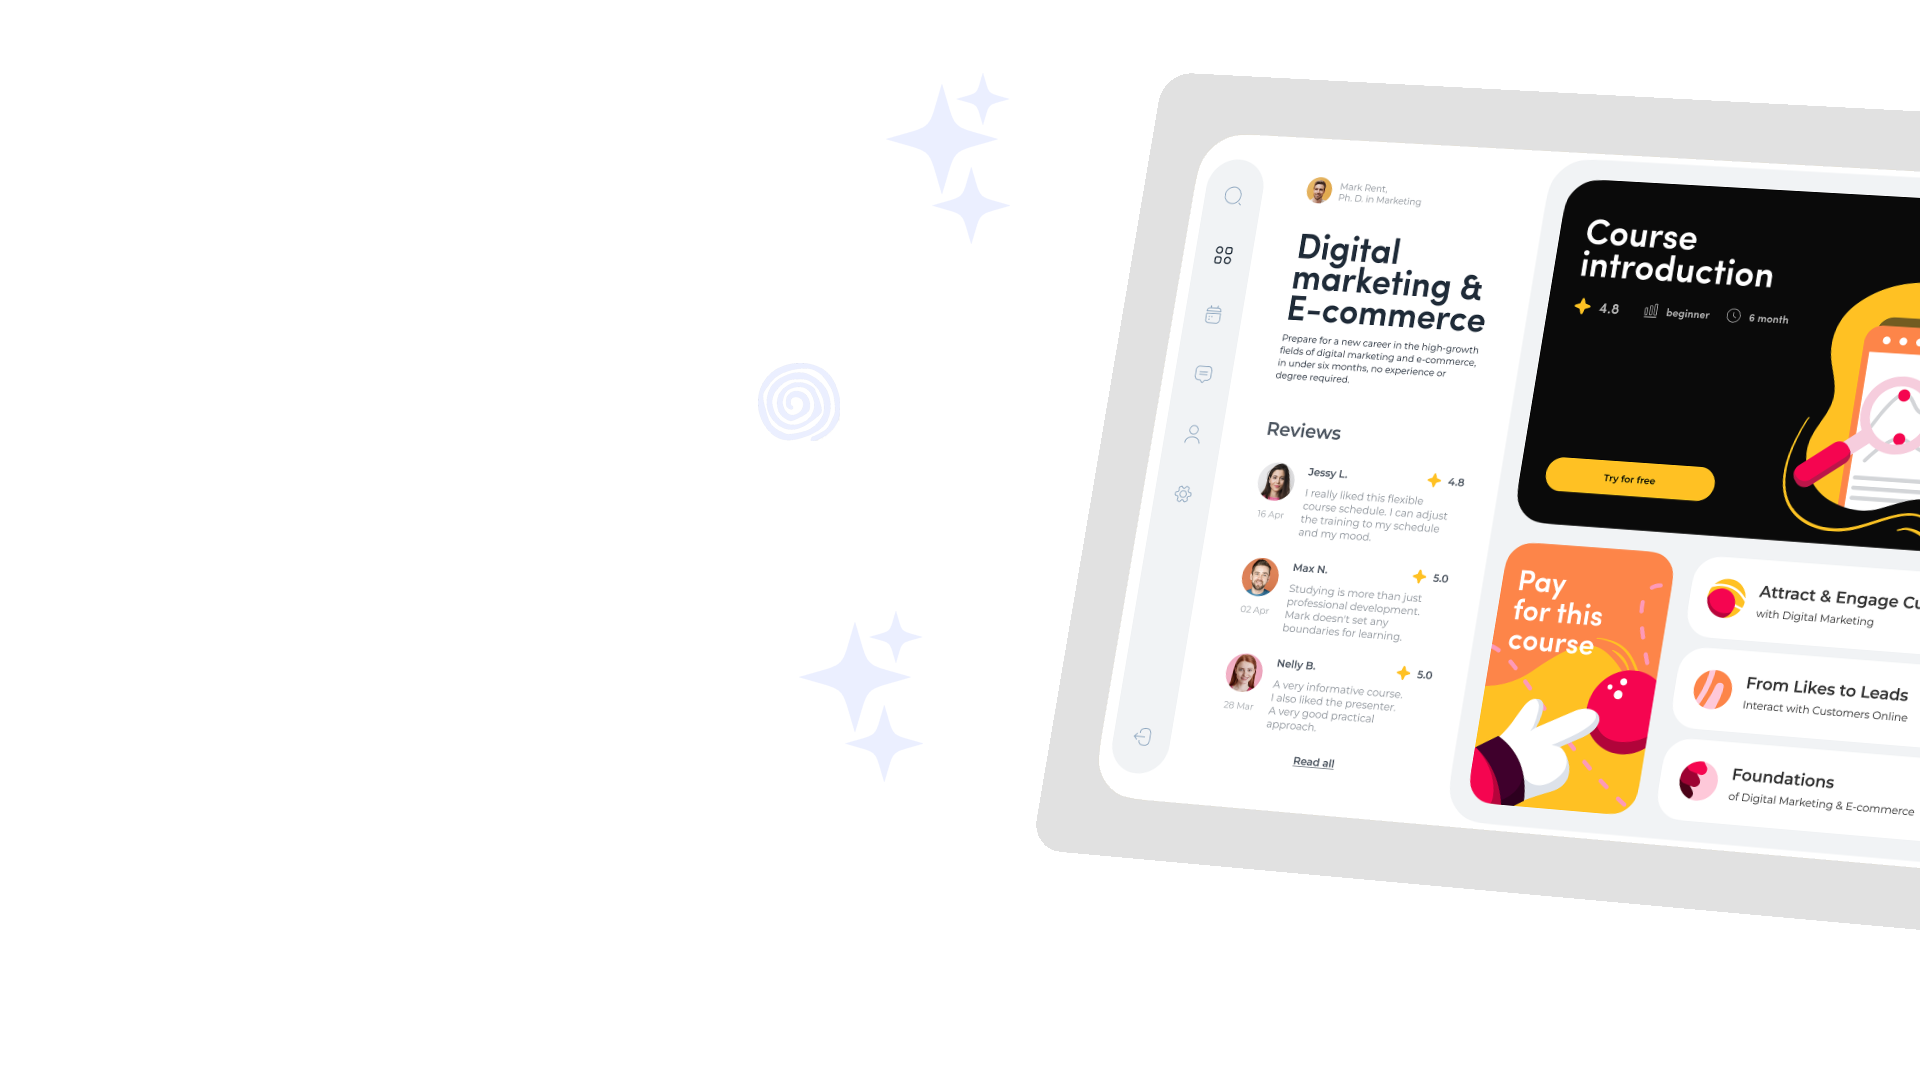 Mark Rent,
Ph. D. in Marketing
Digital
marketing &
E-commerce
Prepare for a new career in the high-growth
fields of digital marketing and e-commerce,
in under six months, no experience or
degree required.
Reviews
Jessy L.
4.8
I really liked this flexible
course schedule. I can adjust
the training to my schedule
and my mood.
16 Apr
Max N.
5.0
Studying is more than just
professional development.
Mark doesn't set any
boundaries for learning.
02 Apr
Nelly B.
5.0
A very informative course.
I also liked the presenter.
A very good practical
approach.
28 Mar
Read all
Course
introduction
4.8
beginner
6 month
Try for free
Pay
for this
course
Attract & Engage Cu
with Digital Marketing
From Likes to Leads
Interact with Customers Online
Foundations
of Digital Marketing & E-commerce